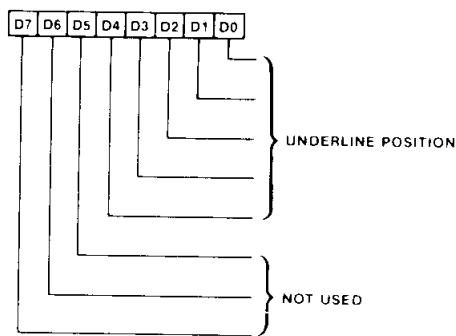 D7 D6 D5 D4 D3 D2 D1 D0
UNDERLINE POSITION
NOT USED